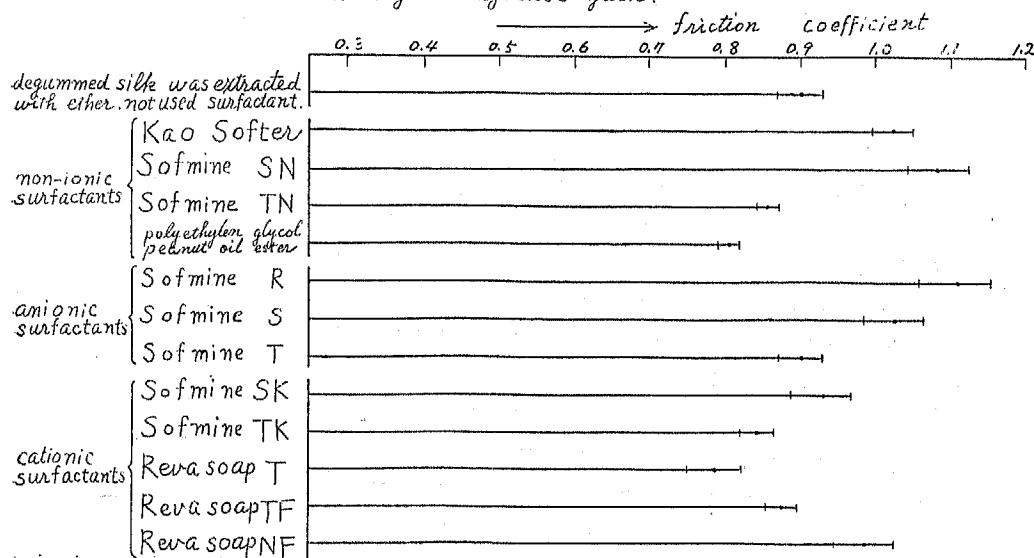 friction coefficient
0.3 0.4 0.5 0.6 0.7 0.8 0.9 1.0 1.1 1.2
degummed silk was extracted
with ether. not used surfactant.
non-ionic
surfactants
Kao Softer
Sofmine SN
Sofmine TN
polyethylen glycol
peanut oil ester
anionic
surfactants
Sofmine R
Sofmine S
Sofmine T
cationic
surfactants
Sofmine SK
Sofmine TK
Reva soap T
Reva soap TF
Reva soap NF